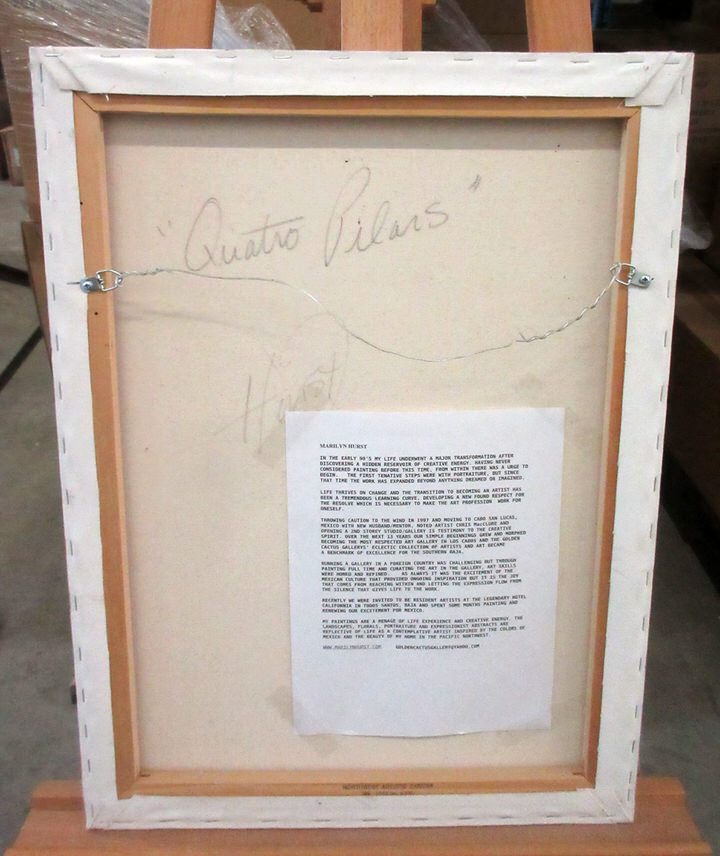 "Quatro Pilars"
Hurst
MARILYN HURST
IN THE EARLY 90'S MY LIFE UNDERWENT A MAJOR TRANSFORMATION AFTER
DISCOVERING A HIDDEN RESERVOIR OF CREATIVE ENERGY. HAVING NEVER
CONSIDERED PAINTING BEFORE THIS TIME, FROM WITHIN THERE WAS A URGE TO
BEGIN. THE FIRST TENATIVE STEPS WERE WITH PORTRAITURE, BUT SINCE
THAT TIME THE WORK HAS EXPANDED BEYOND ANYTHING DREAMED OR IMAGINED.
LIFE THRIVES ON CHANGE AND THE TRANSITION TO BECOMING AN ARTIST HAS
BEEN A TREMENDOUS LEARNING CURVE. DEVELOPING A NEW FOUND RESPECT FOR
THE RESOLVE WHICH IS NECESSARY TO MAKE THE ART PROFESSION WORK FOR
ONESELF.
THROWING CAUTION TO THE WIND IN 1997 AND MOVING TO CABO SAN LUCAS,
MEXICO WITH NEW HUSBAND/MENTOR, NOTED ARTIST CHRIS MacCLURE AND
OPENING A 2ND STOREY STUDIO/GALLERY IS TESTIMONY TO THE CREATIVE
SPIRIT. OVER THE NEXT 13 YEARS OUR SIMPLE BEGINNINGS GREW AND MORPHED
BECOMING THE MOST RESPECTED ART GALLERY IN LOS CABOS AND THE GOLDEN
CACTUS GALLERYS' ECLECTIC COLLECTION OF ARTISTS AND ART BECAME
A BENCHMARK OF EXCELLENCE FOR THE SOUTHERN BAJA.
RUNNING A GALLERY IN A FOREIGN COUNTRY WAS CHALLENGING BUT THROUGH
PAINTING FULL TIME AND CURATING THE ART IN THE GALLERY, ART SKILLS
WERE HONED AND REFINED. AS ALWAYS IT WAS THE EXCITEMENT OF THE
MEXICAN CULTURE THAT PROVIDED ONGOING INSPIRATION BUT IT IS THE JOY
THAT COMES FROM REACHING WITHIN AND LETTING THE EXPRESSION FLOW FROM
THE SILENCE THAT GIVES LIFE TO THE WORK.
RECENTLY WE WERE INVITED TO BE RESIDENT ARTISTS AT THE LEGENDARY HOTEL
CALIFORNIA IN TODOS SANTOS, BAJA AND SPENT SOME MONTHS PAINTING AND
RENEWING OUR EXCITEMENT FOR MEXICO.
MY PAINTINGS ARE A MENAGE OF LIFE EXPERIENCE AND CREATIVE ENERGY. THE
LANDSCAPES, FLORALS, PORTRAITURE AND EXPRESSIONIST ABSTRACTS ARE
REFLECTIVE OF LIFE AS A CONTEMPLATIVE ARTIST INSPIRED BY THE COLORS OF
MEXICO AND THE BEAUTY OF MY HOME IN THE PACIFIC NORTHWEST.
WWW.MARILYNHURST.COM GOLDENCACTUSGALLERY@YAHOO.COM